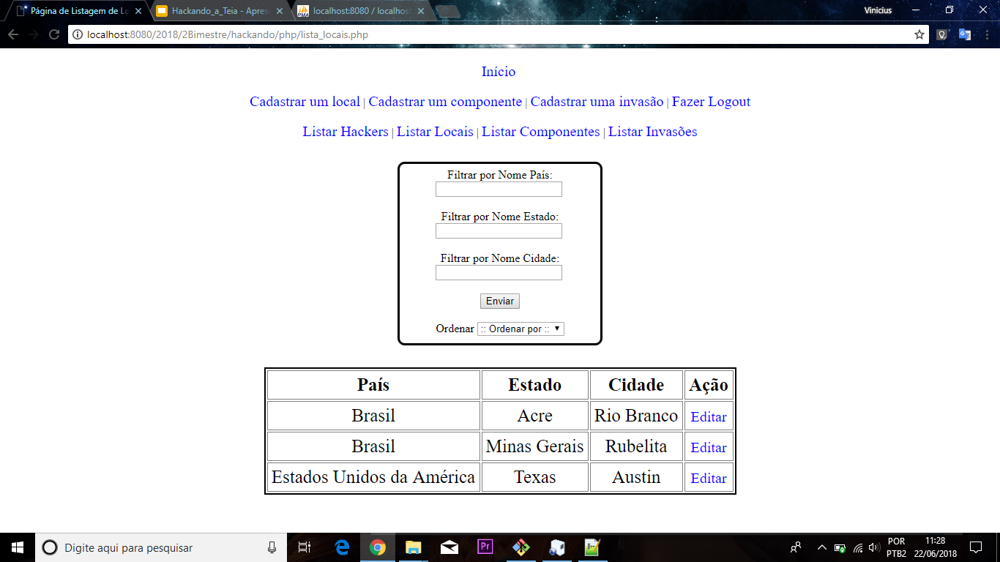 Página de Listagem de Lo
Hackando_a_Teia - Apres
localhost:8080 / localhos
Vinicius
localhost:8080/2018/2Bimestre/hackando/php/lista_locais.php
Início
Cadastrar um local | Cadastrar um componente | Cadastrar uma invasão | Fazer Logout
Listar Hackers | Listar Locais | Listar Componentes | Listar Invasões
Filtrar por Nome País:
Filtrar por Nome Estado:
Filtrar por Nome Cidade:
Enviar
Ordenar :: Ordenar por ::
País Estado Cidade Ação
Brasil Acre Rio Branco Editar
Brasil Minas Gerais Rubelita Editar
Estados Unidos da América Texas Austin Editar
Digite aqui para pesquisar
Pr
POR
PTB2
11:28
22/06/2018